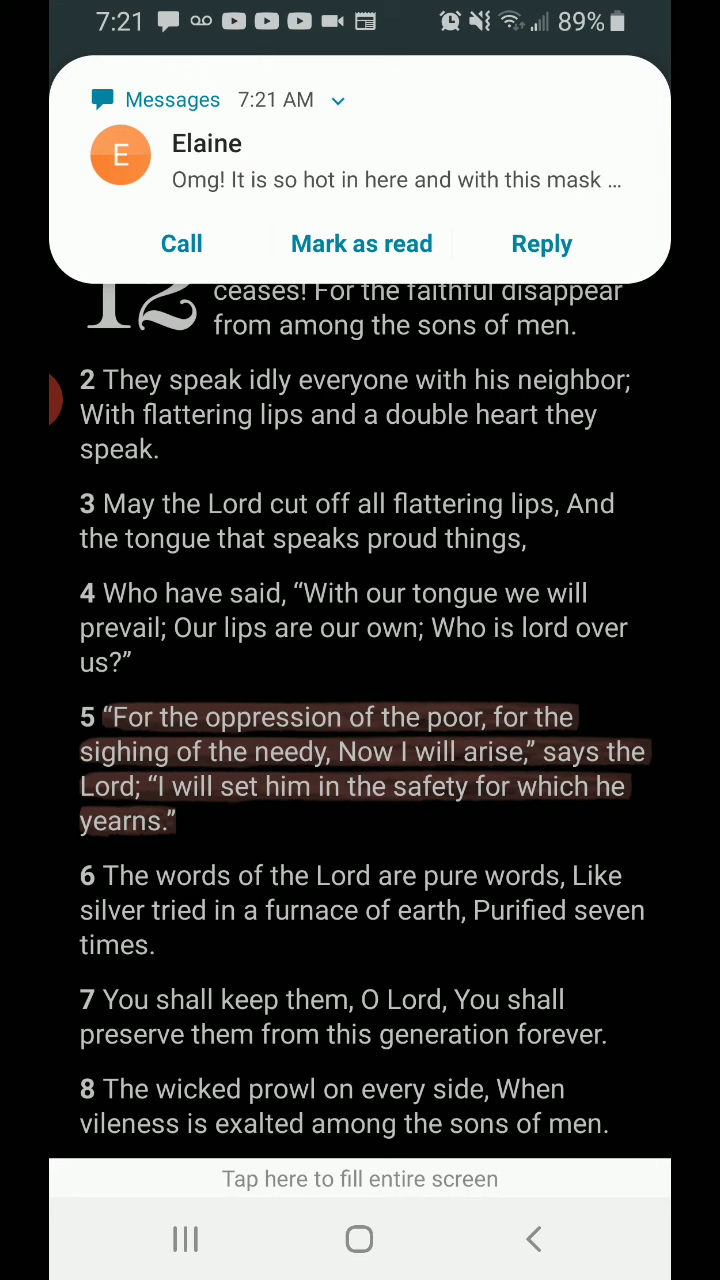 7:21 89%
Messages 7:21 AM
E
Elaine
Omg! It is so hot in here and with this mask ...
Call Mark as read Reply
12 ceases! For the faithful disappear
from among the sons of men.
2 They speak idly everyone with his neighbor;
With flattering lips and a double heart they
speak.
3 May the Lord cut off all flattering lips, And
the tongue that speaks proud things,
4 Who have said, “With our tongue we will
prevail; Our lips are our own; Who is lord over
us?”
5 “For the oppression of the poor, for the
sighing of the needy, Now I will arise,” says the
Lord; “I will set him in the safety for which he
yearns.”
6 The words of the Lord are pure words, Like
silver tried in a furnace of earth, Purified seven
times.
7 You shall keep them, O Lord, You shall
preserve them from this generation forever.
8 The wicked prowl on every side, When
vileness is exalted among the sons of men.
Tap here to fill entire screen